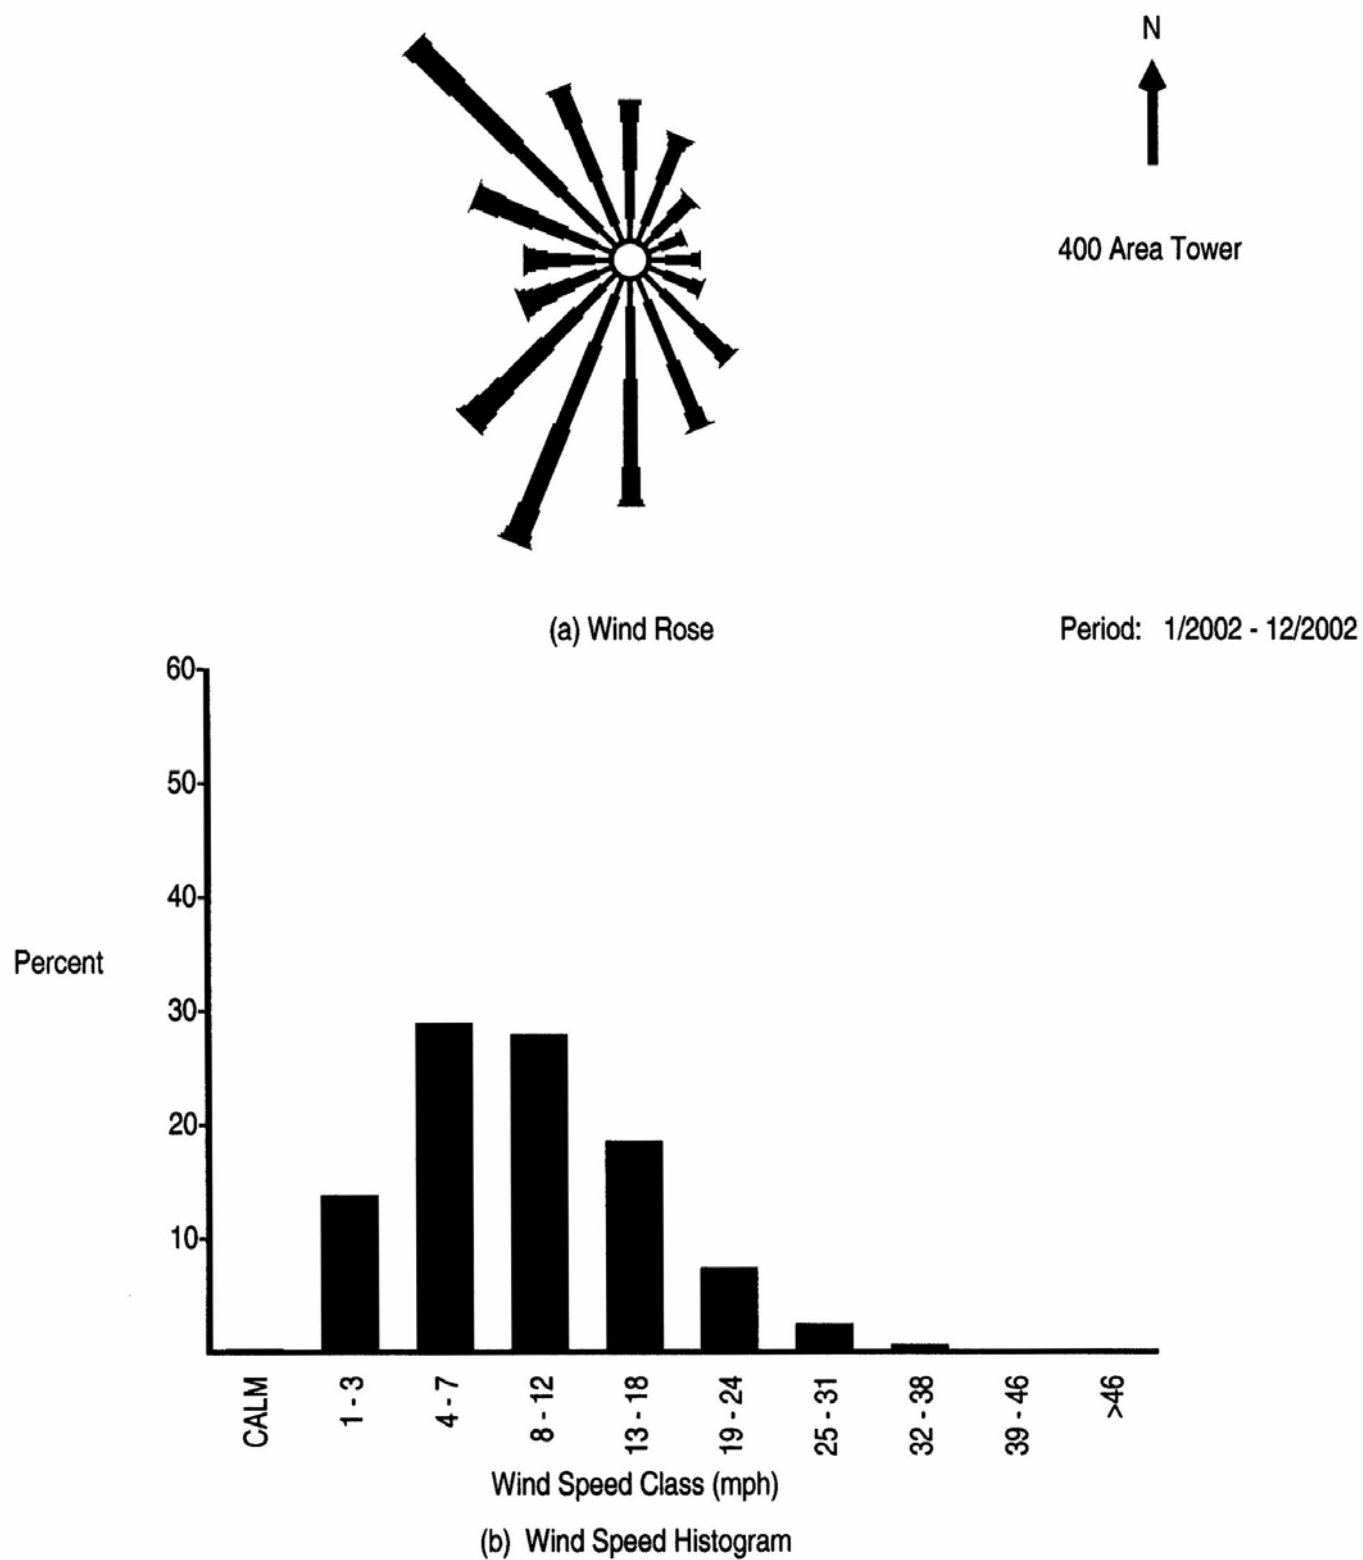 N
400 Area Tower
(a) Wind Rose
Period: 1/2002 - 12/2002
60
50
40
Percent
30
20
10
CALM
1 - 3
4 - 7
8 - 12
13 - 18
19 - 24
25 - 31
32 - 38
39 - 46
>46
Wind Speed Class (mph)
(b) Wind Speed Histogram